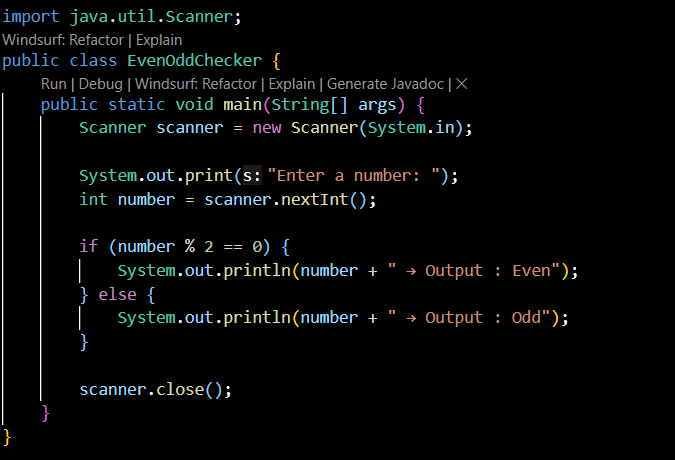 import java.util.Scanner;
Windsurf: Refactor | Explain
public class EvenOddChecker {
Run | Debug | Windsurf: Refactor | Explain | Generate Javadoc | ×
public static void main(String[] args) {
Scanner scanner = new Scanner(System.in);
System.out.print(s: "Enter a number: ");
int number = scanner.nextInt();
if (number % 2 == 0) {
System.out.println(number + " → Output : Even");
} else {
System.out.println(number + " → Output : Odd");
}
scanner.close();
}
}